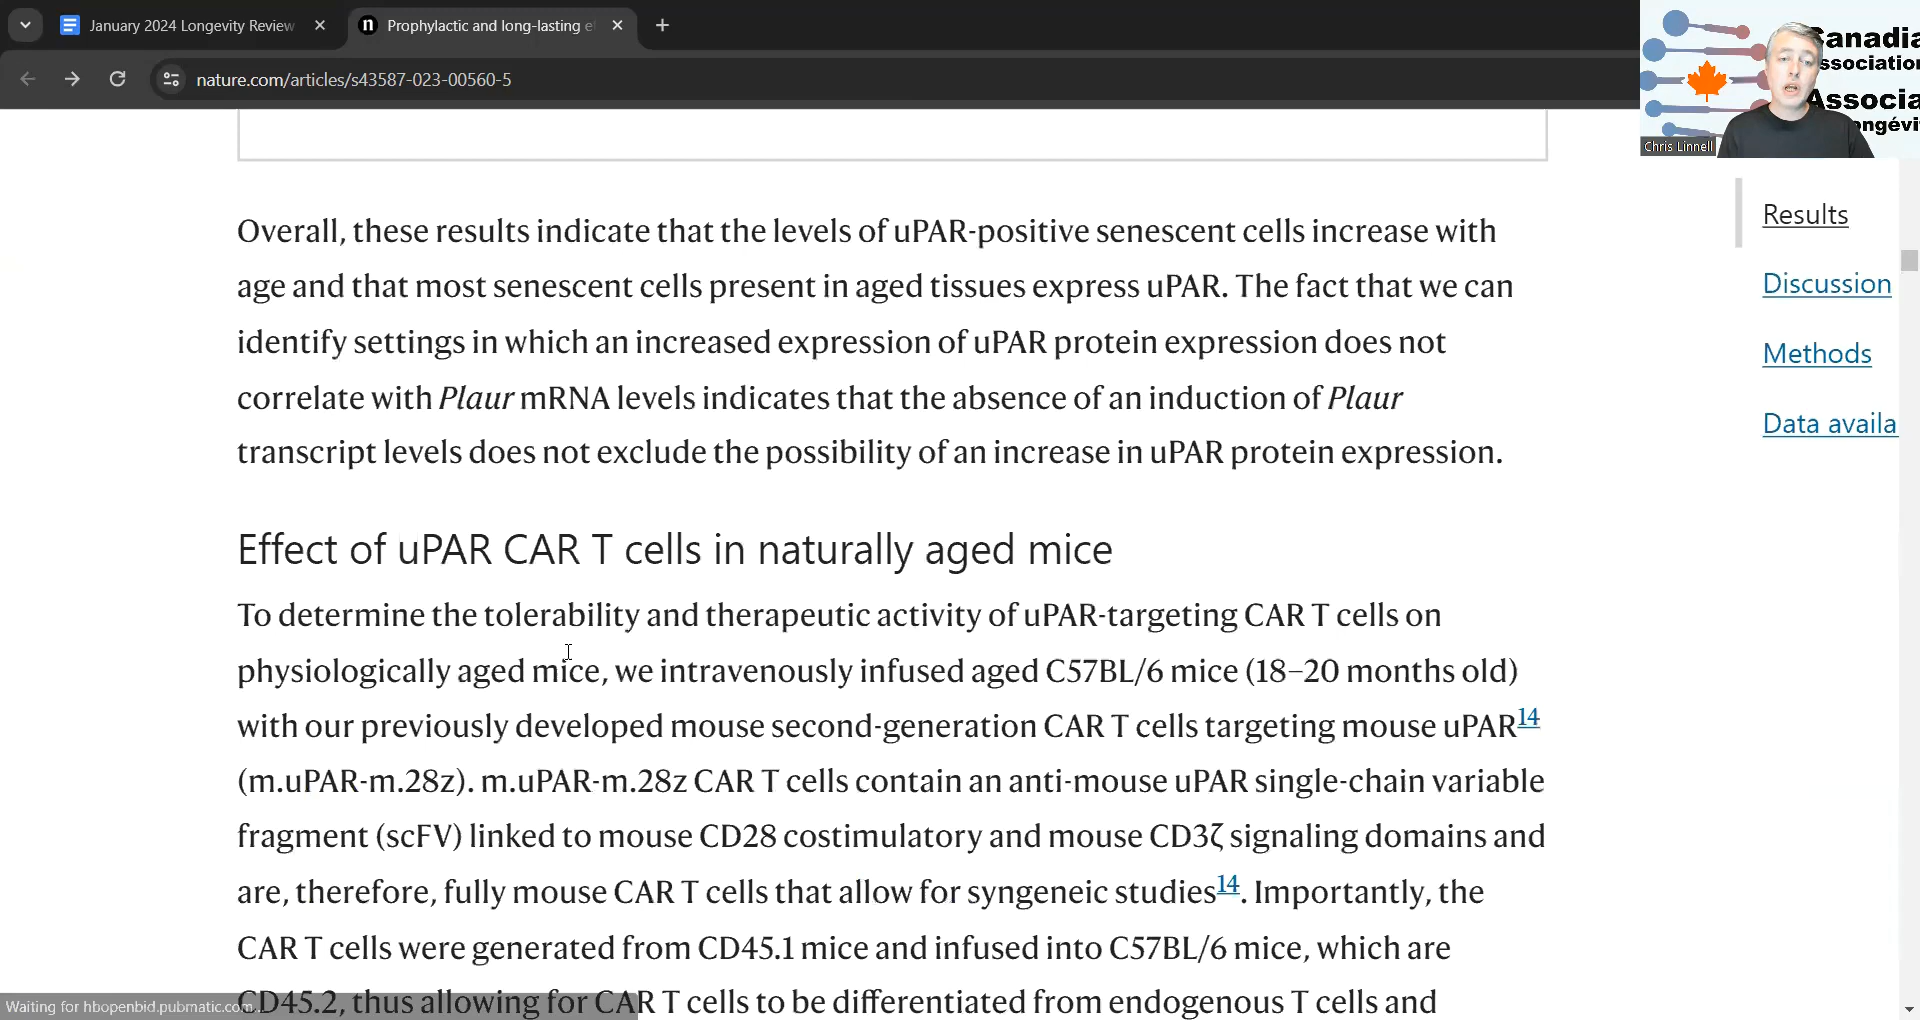 January 2024 Longevity Review
Prophylactic and long-lasting ef
nature.com/articles/s43587-023-00560-5
Canadia
Association
Associa
ongévi
Chris Linnell
Results
Discussion
Methods
Data availa
Overall, these results indicate that the levels of uPAR-positive senescent cells increase with
age and that most senescent cells present in aged tissues express uPAR. The fact that we can
identify settings in which an increased expression of uPAR protein expression does not
correlate with Plaur mRNA levels indicates that the absence of an induction of Plaur
transcript levels does not exclude the possibility of an increase in uPAR protein expression.
Effect of uPAR CAR T cells in naturally aged mice
To determine the tolerability and therapeutic activity of uPAR-targeting CAR T cells on
physiologically aged mice, we intravenously infused aged C57BL/6 mice (18–20 months old)
with our previously developed mouse second-generation CAR T cells targeting mouse uPAR14
(m.uPAR-m.28z). m.uPAR-m.28z CAR T cells contain an anti-mouse uPAR single-chain variable
fragment (scFV) linked to mouse CD28 costimulatory and mouse CD3ζ signaling domains and
are, therefore, fully mouse CAR T cells that allow for syngeneic studies14. Importantly, the
CAR T cells were generated from CD45.1 mice and infused into C57BL/6 mice, which are
CD45.2, thus allowing for CAR T cells to be differentiated from endogenous T cells and
Waiting for hbopenbid.pubmatic.com...